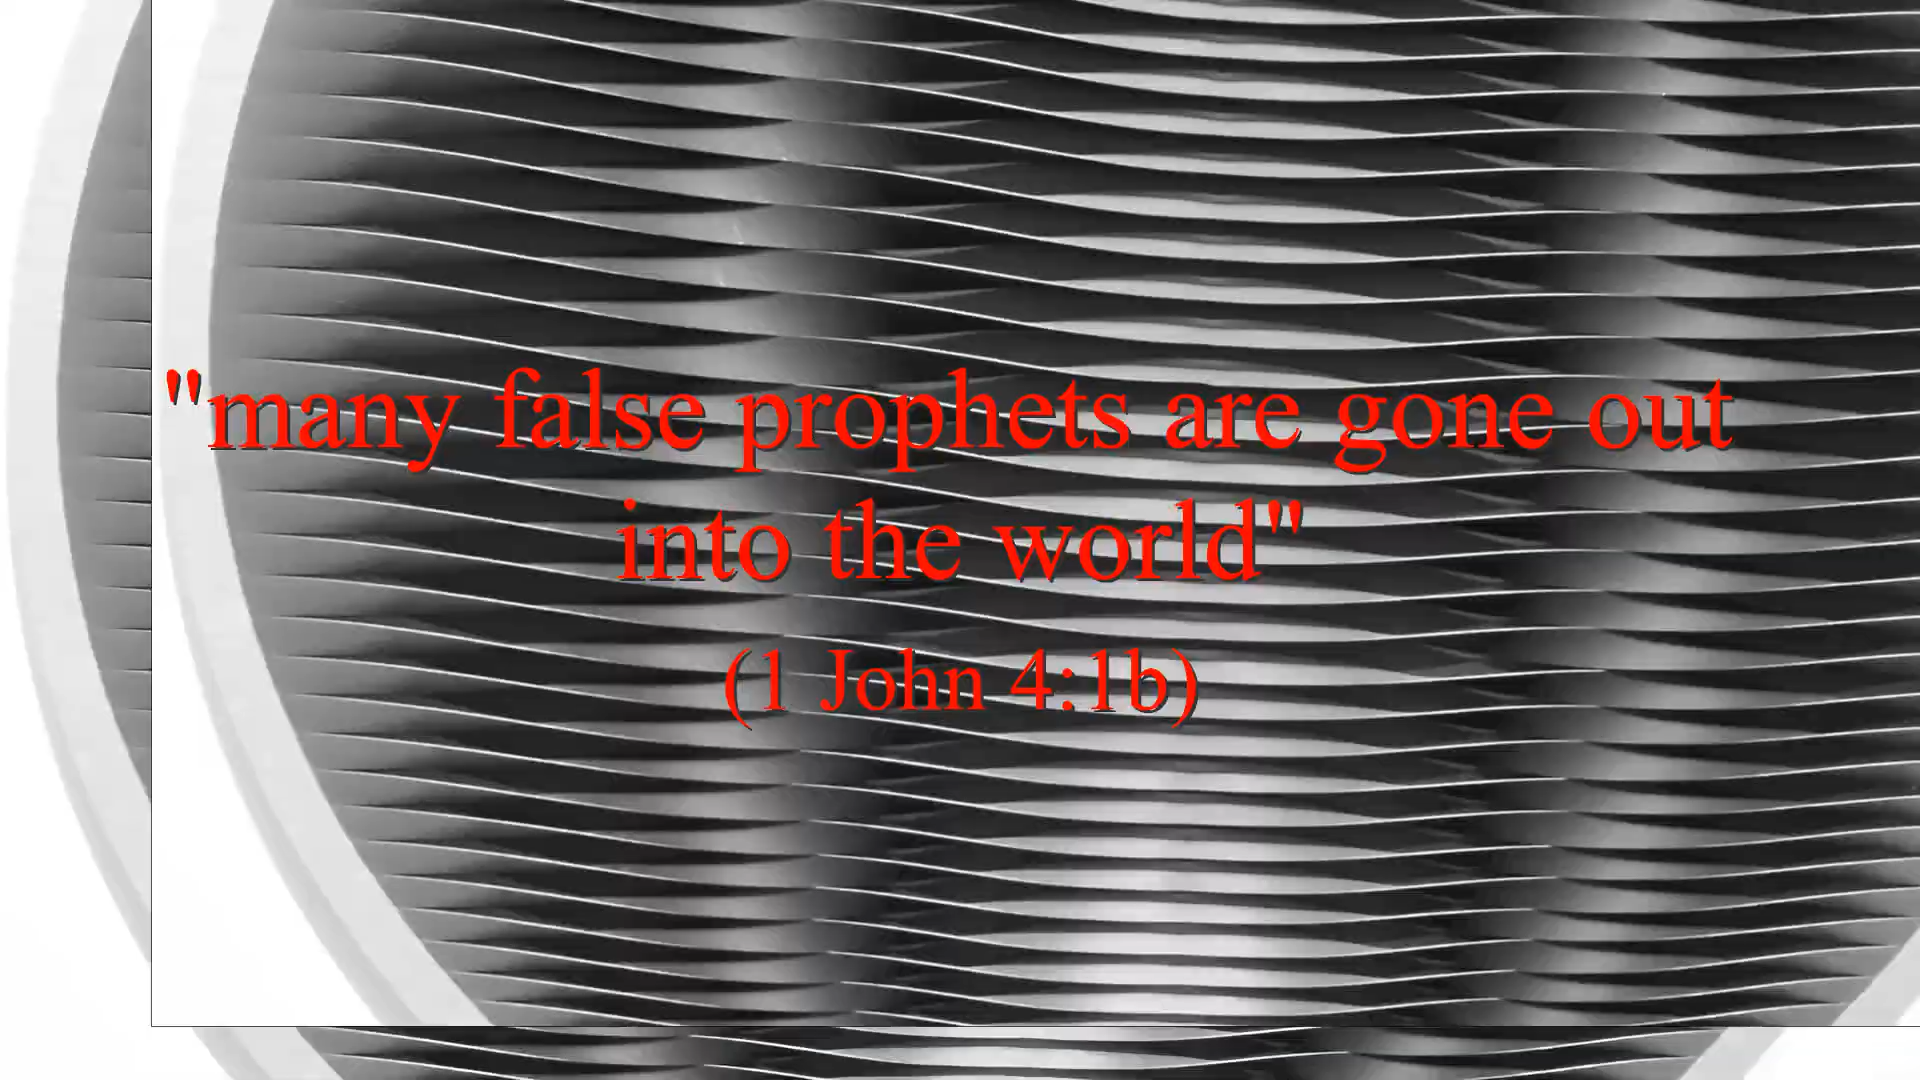 "many false prophets are gone out
into the world"
(1 John 4:1b)